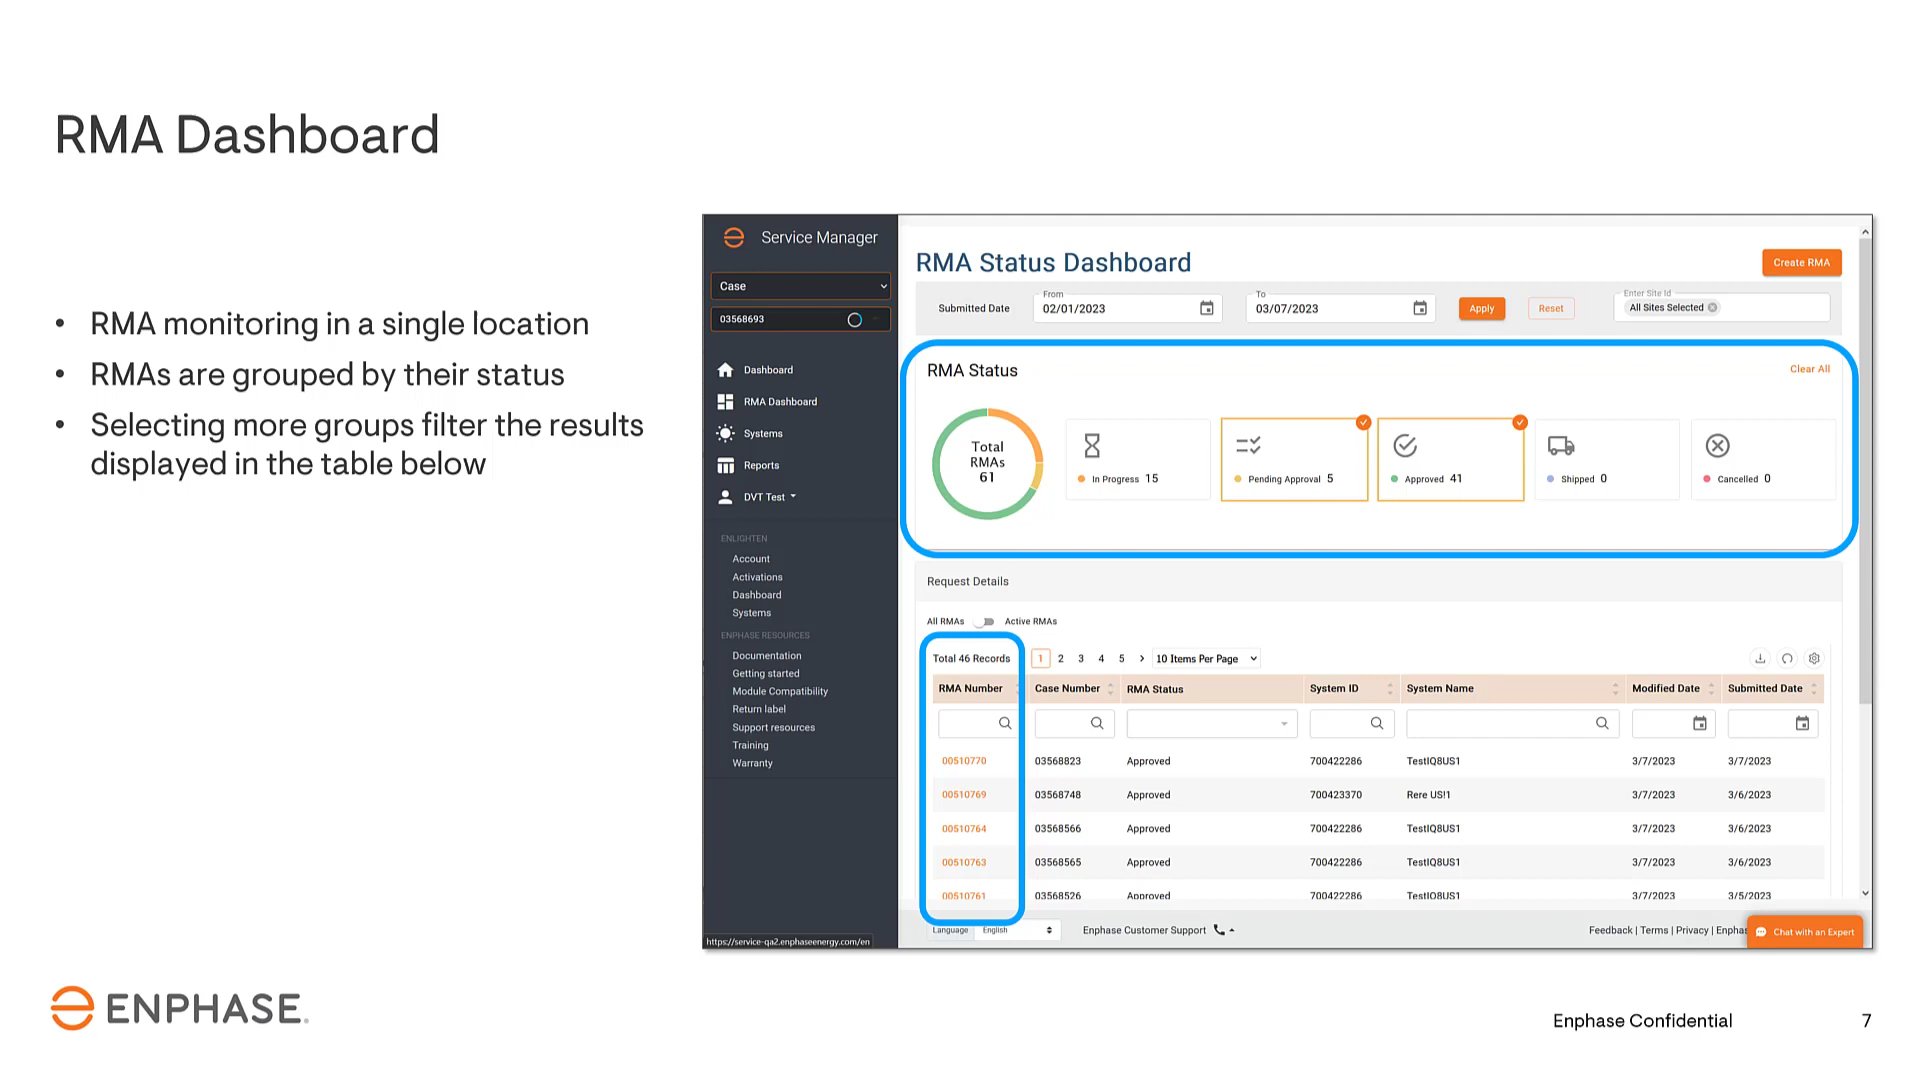 RMA Dashboard
• RMA monitoring in a single location
• RMAs are grouped by their status
• Selecting more groups filter the results
displayed in the table below
Service Manager
Case
03568693
Dashboard
RMA Dashboard
Systems
Reports
DVT Test
ENLIGHTEN
Account
Activations
Dashboard
Systems
ENPHASE RESOURCES
Documentation
Getting started
Module Compatibility
Return label
Support resources
Training
Warranty
https://service-qa2.enphaseenergy.com/en
RMA Status Dashboard
Create RMA
Submitted Date
From
02/01/2023
To
03/07/2023
Apply
Reset
Enter Site Id
All Sites Selected
RMA Status
Clear All
Total
RMAs
61
In Progress 15
Pending Approval 5
Approved 41
Shipped 0
Cancelled 0
Request Details
All RMAs Active RMAs
Total 46 Records 1 2 3 4 5 > 10 Items Per Page
RMA Number Case Number RMA Status System ID System Name Modified Date Submitted Date
00510770 03568823 Approved 700422286 TestIQ8US1 3/7/2023 3/7/2023
00510769 03568748 Approved 700423370 Rere US!1 3/7/2023 3/6/2023
00510764 03568566 Approved 700422286 TestIQ8US1 3/7/2023 3/6/2023
00510763 03568565 Approved 700422286 TestIQ8US1 3/7/2023 3/6/2023
00510761 03568526 Approved 700422286 TestIQ8US1 3/7/2023 3/5/2023
Language English Enphase Customer Support Feedback | Terms | Privacy | Enphas
Chat with an Expert
ENPHASE.
Enphase Confidential 7